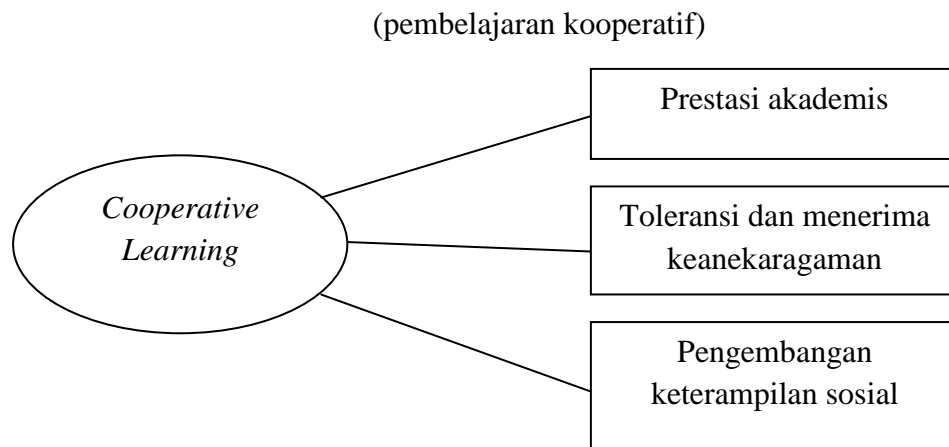 (pembelajaran kooperatif)
Prestasi akademis
Cooperative
Learning
Toleransi dan menerima
keanekaragaman
Pengembangan
keterampilan sosial